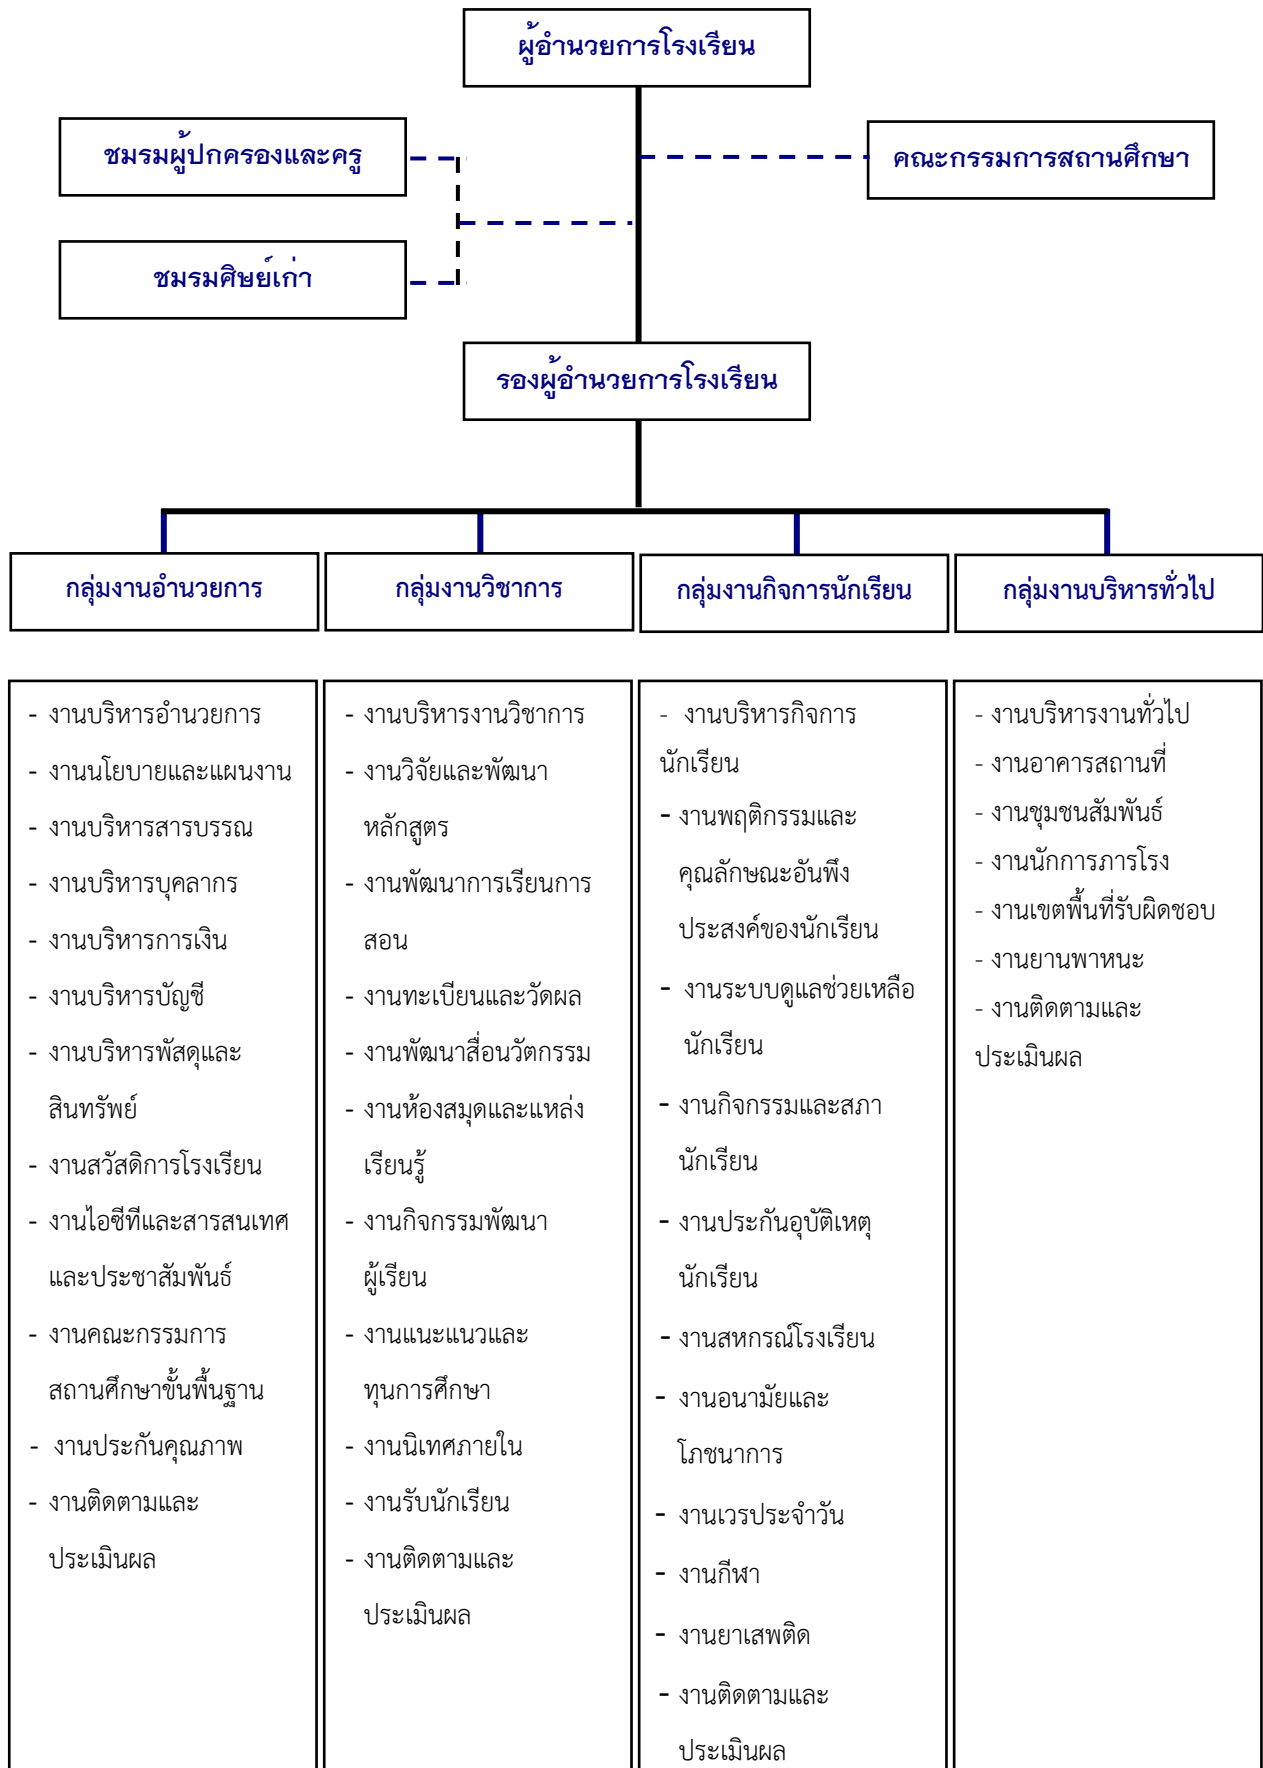 ผู้อำนวยการโรงเรียน
ชมรมผู้ปกครองและครู
คณะกรรมการสถานศึกษา
ชมรมศิษย์เก่า
รองผู้อำนวยการโรงเรียน
กลุ่มงานอำนวยการ
กลุ่มงานวิชาการ
กลุ่มงานกิจการนักเรียน
กลุ่มงานบริหารทั่วไป
- งานบริหารอำนวยการ
- งานนโยบายและแผนงาน
- งานบริหารสารบรรณ
- งานบริหารบุคลากร
- งานบริหารการเงิน
- งานบริหารบัญชี
- งานบริหารพัสดุและ
สินทรัพย์
- งานสวัสดิการโรงเรียน
- งานไอซีทีและสารสนเทศ
และประชาสัมพันธ์
- งานคณะกรรมการ
สถานศึกษาขั้นพื้นฐาน
- งานประกันคุณภาพ
- งานติดตามและ
ประเมินผล
- งานบริหารงานวิชาการ
- งานวิจัยและพัฒนา
หลักสูตร
- งานพัฒนาการเรียนการ
สอน
- งานทะเบียนและวัดผล
- งานพัฒนาสื่อนวัตกรรม
- งานห้องสมุดและแหล่ง
เรียนรู้
- งานกิจกรรมพัฒนา
ผู้เรียน
- งานแนะแนวและ
ทุนการศึกษา
- งานนิเทศภายใน
- งานรับนักเรียน
- งานติดตามและ
ประเมินผล
- งานบริหารกิจการ
นักเรียน
- งานพฤติกรรมและ
คุณลักษณะอันพึง
ประสงค์ของนักเรียน
- งานระบบดูแลช่วยเหลือ
นักเรียน
- งานกิจกรรมและสภา
นักเรียน
- งานประกันอุบัติเหตุ
นักเรียน
- งานสหกรณ์โรงเรียน
- งานอนามัยและ
โภชนาการ
- งานเวรประจำวัน
- งานกีฬา
- งานยาเสพติด
- งานติดตามและ
ประเมินผล
- งานบริหารงานทั่วไป
- งานอาคารสถานที่
- งานชุมชนสัมพันธ์
- งานนักการภารโรง
- งานเขตพื้นที่รับผิดชอบ
- งานยานพาหนะ
- งานติดตามและ
ประเมินผล